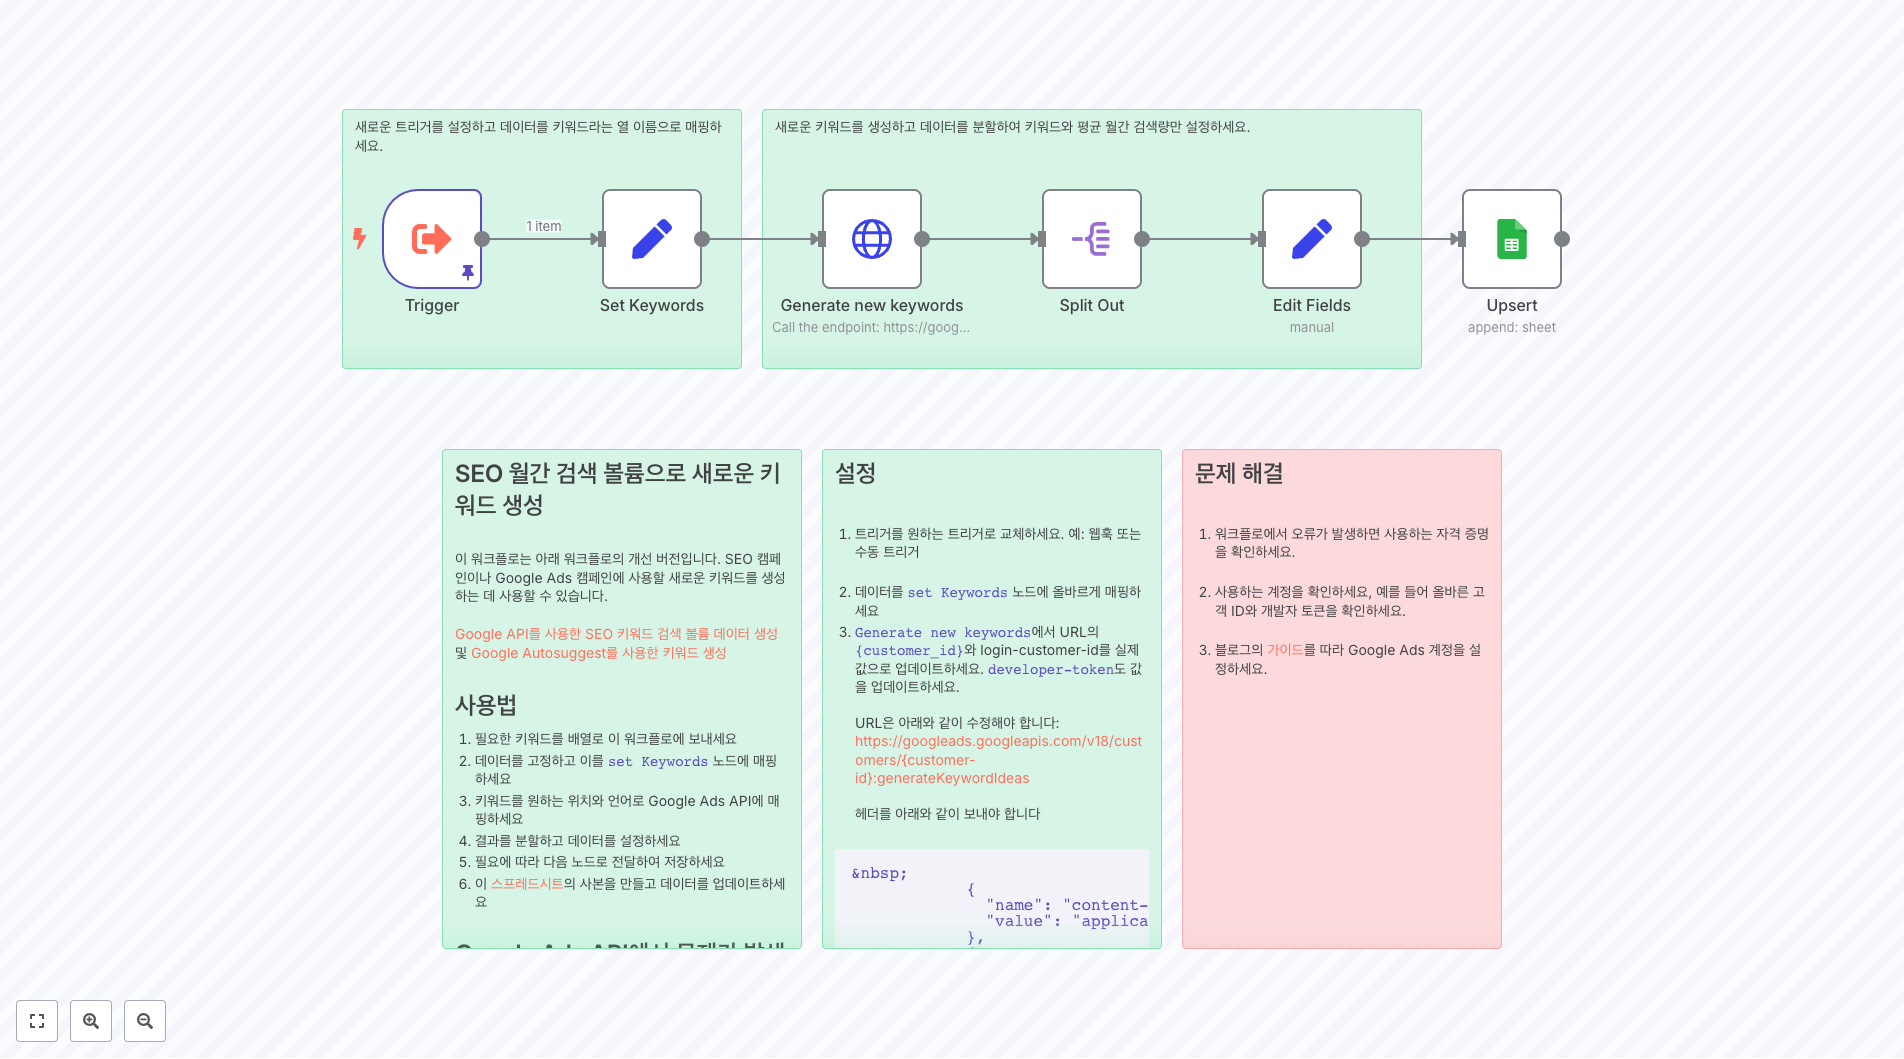 새로운 트리거를 설정하고 데이터를 키워드라는 열 이름으로 매핑하
세요.
새로운 키워드를 생성하고 데이터를 분할하여 키워드와 평균 월간 검색량만 설정하세요.
1 item
Trigger
Set Keywords
Generate new keywords
Call the endpoint: https://goog...
Split Out
Edit Fields
manual
Upsert
append: sheet
SEO 월간 검색 볼륨으로 새로운 키
워드 생성
이 워크플로는 아래 워크플로의 개선 버전입니다. SEO 캠페
인이나 Google Ads 캠페인에 사용할 새로운 키워드를 생성
하는 데 사용할 수 있습니다.
Google API를 사용한 SEO 키워드 검색 볼륨 데이터 생성
및 Google Autosuggest를 사용한 키워드 생성
사용법
1. 필요한 키워드를 배열로 이 워크플로에 보내세요
2. 데이터를 고정하고 이를 set Keywords 노드에 매핑
하세요
3. 키워드를 원하는 위치와 언어로 Google Ads API에 매
핑하세요
4. 결과를 분할하고 데이터를 설정하세요
5. 필요에 따라 다음 노드로 전달하여 저장하세요
6. 이 스프레드시트의 사본을 만들고 데이터를 업데이트하세
요
Google Ads API에서 문제가 발생
설정
1. 트리거를 원하는 트리거로 교체하세요. 예: 웹훅 또는
수동 트리거
2. 데이터를 set Keywords 노드에 올바르게 매핑하
세요
3. Generate new keywords에서 URL의
{customer_id}와 login-customer-id를 실제
값으로 업데이트하세요. developer-token도 값
을 업데이트하세요.
URL은 아래와 같이 수정해야 합니다:
https://googleads.googleapis.com/v18/cust
omers/{customer-
id}:generateKeywordIdeas
헤더를 아래와 같이 보내야 합니다
&nbsp;
{
"name": "content-
"value": "applica
},
문제 해결
1. 워크플로에서 오류가 발생하면 사용하는 자격 증명
을 확인하세요.
2. 사용하는 계정을 확인하세요, 예를 들어 올바른 고
객 ID와 개발자 토큰을 확인하세요.
3. 블로그의 가이드를 따라 Google Ads 계정을 설
정하세요.